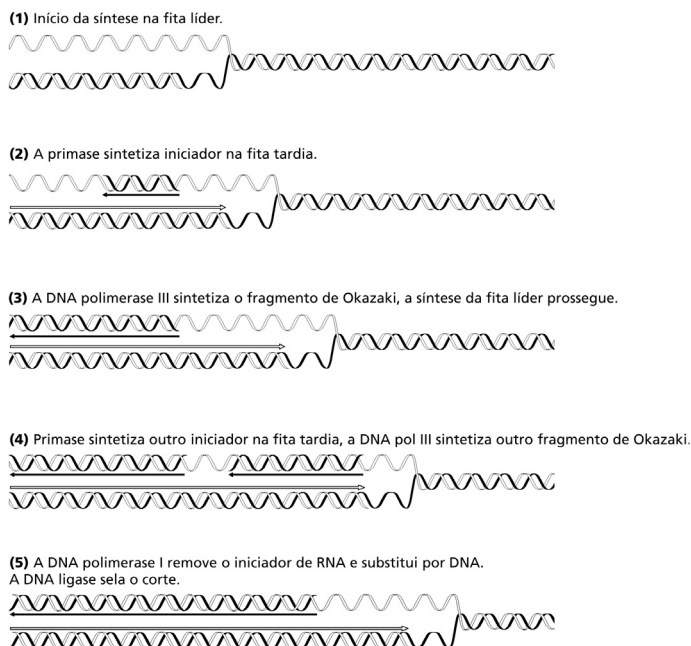 (1) Início da síntese na fita líder.
(2) A primase sintetiza iniciador na fita tardia.
(3) A DNA polimerase III sintetiza o fragmento de Okazaki, a síntese da fita líder prossegue.
(4) Primase sintetiza outro iniciador na fita tardia, a DNA pol III sintetiza outro fragmento de Okazaki.
(5) A DNA polimerase I remove o iniciador de RNA e substitui por DNA.
A DNA ligase sela o corte.